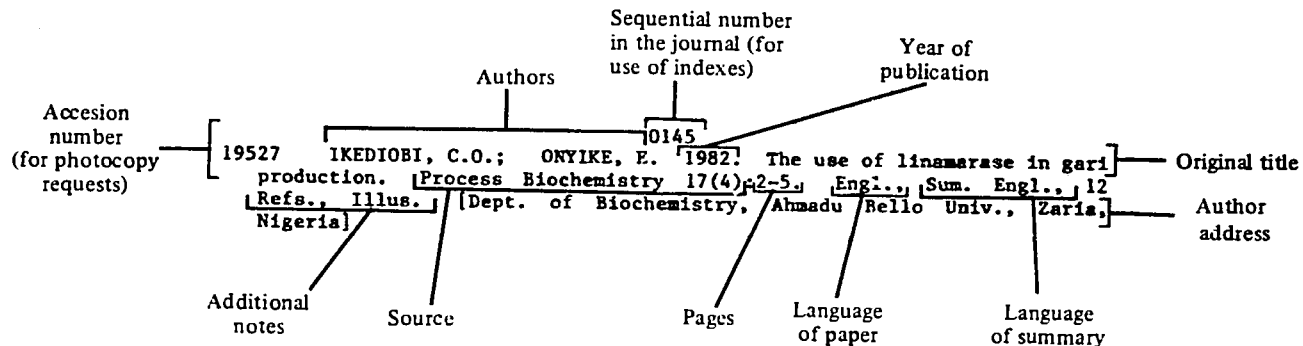 Sequential number
in the journal (for
use of indexes)
Year of
publication
Authors
Accesion
number
(for photocopy
requests)
0145
19527 IKEDIOBI, C.O.; ONYIKE, E. 1982. The use of linamarase in gari
production. Process Biochemistry 17(4):2-5. Engl., Sum. Engl., 12
Refs., Illus. [Dept. of Biochemistry, Ahmadu Bello Univ., Zaria,
Nigeria]
Original title
Author
address
Additional
notes
Source
Pages
Language
of paper
Language
of summary